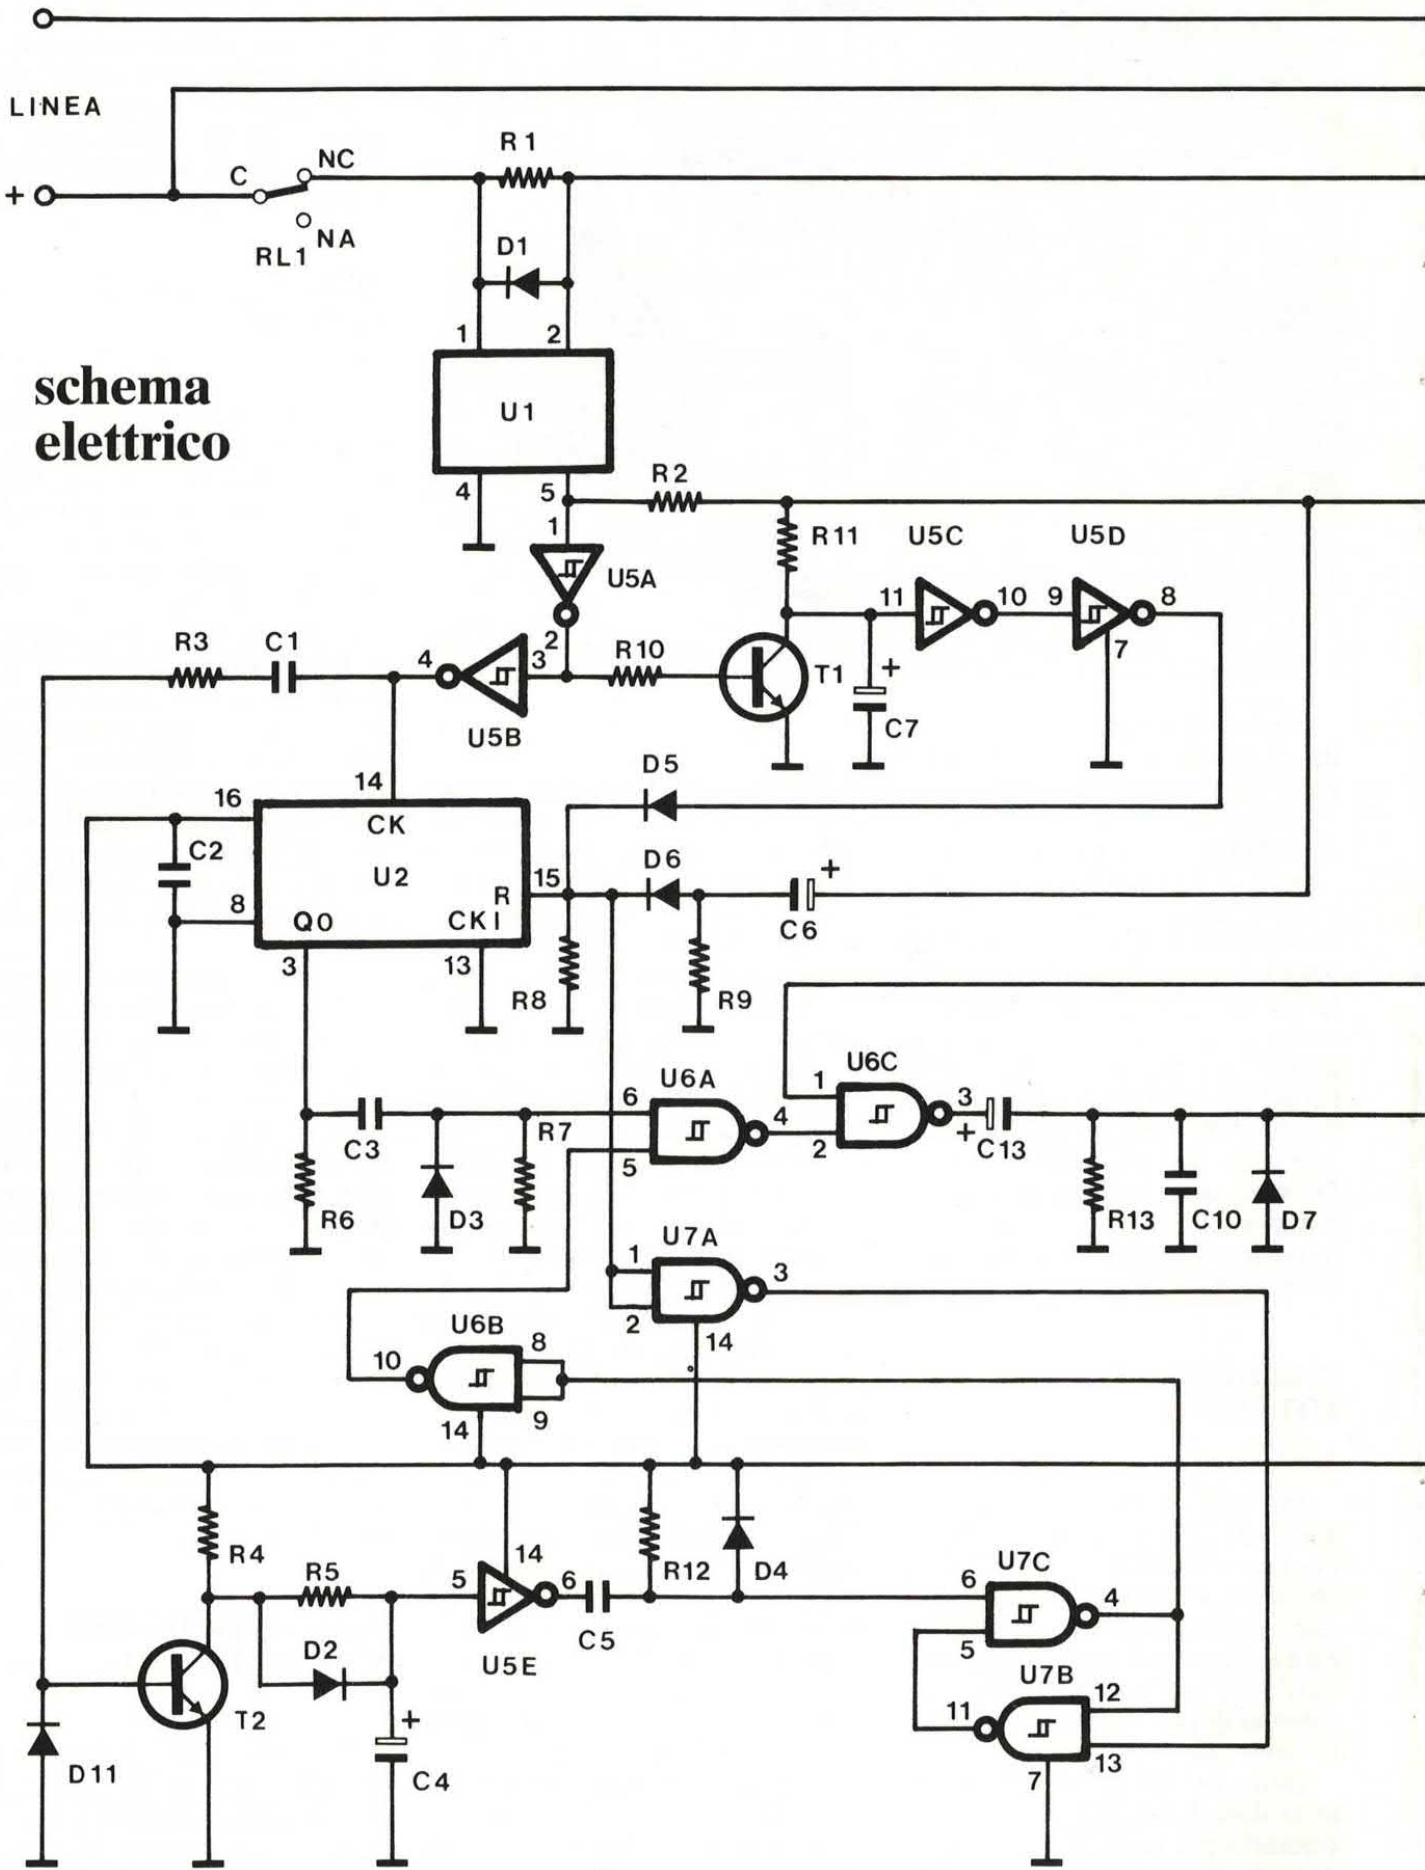 LINEA
+
C
NC
NA
RL1
R1
D1
1
2
U1
4
5
schema
elettrico
R2
1
U5A
2
R11
U5C
U5D
11
10
9
8
7
R3
C1
4
3
U5B
R10
T1
+
C7
D5
14
16
CK
C2
U2
8
R
15
Q0
CKI
3
13
D6
+
C6
R8
R9
U6A
U6C
6
5
4
1
2
3
+
C13
C3
R7
R6
D3
R13
C10
D7
U7A
1
2
3
14
U6B
8
10
9
14
R4
R5
5
14
6
U5E
C5
R12
D4
D2
T2
+
C4
D11
U7C
6
4
5
U7B
12
11
13
7